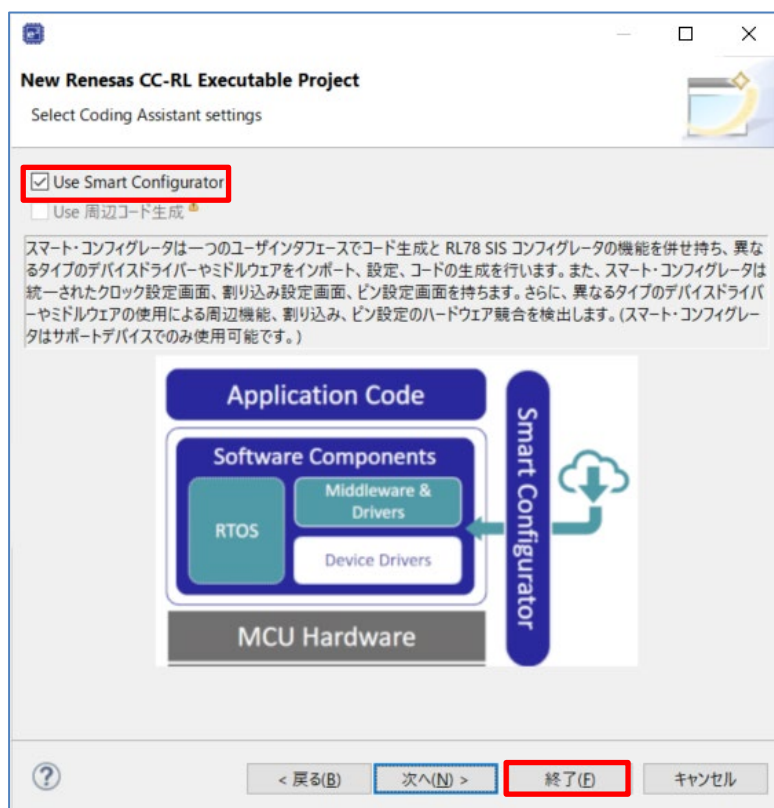 New Renesas CC-RL Executable Project
Select Coding Assistant settings
Use Smart Configurator
Use 周辺コード生成
スマート・コンフィグレータは一つのユーザインタフェースでコード生成と RL78 SIS コンフィグレータの機能を併せ持ち、異な
るタイプのデバイスドライバーやミドルウェアをインポート、設定、コードの生成を行います。また、スマート・コンフィグレータは
統一されたクロック設定画面、割り込み設定画面、ピン設定画面を持ちます。さらに、異なるタイプのデバイスドライバ
ーやミドルウェアの使用による周辺機能、割り込み、ピン設定のハードウェア競合を検出します。(スマート・コンフィグレー
タはサポートデバイスでのみ使用可能です。)
Application Code
Software Components
RTOS
Middleware &
Drivers
Device Drivers
MCU Hardware
Smart Configurator
< 戻る(B)
次へ(N) >
終了(F)
キャンセル